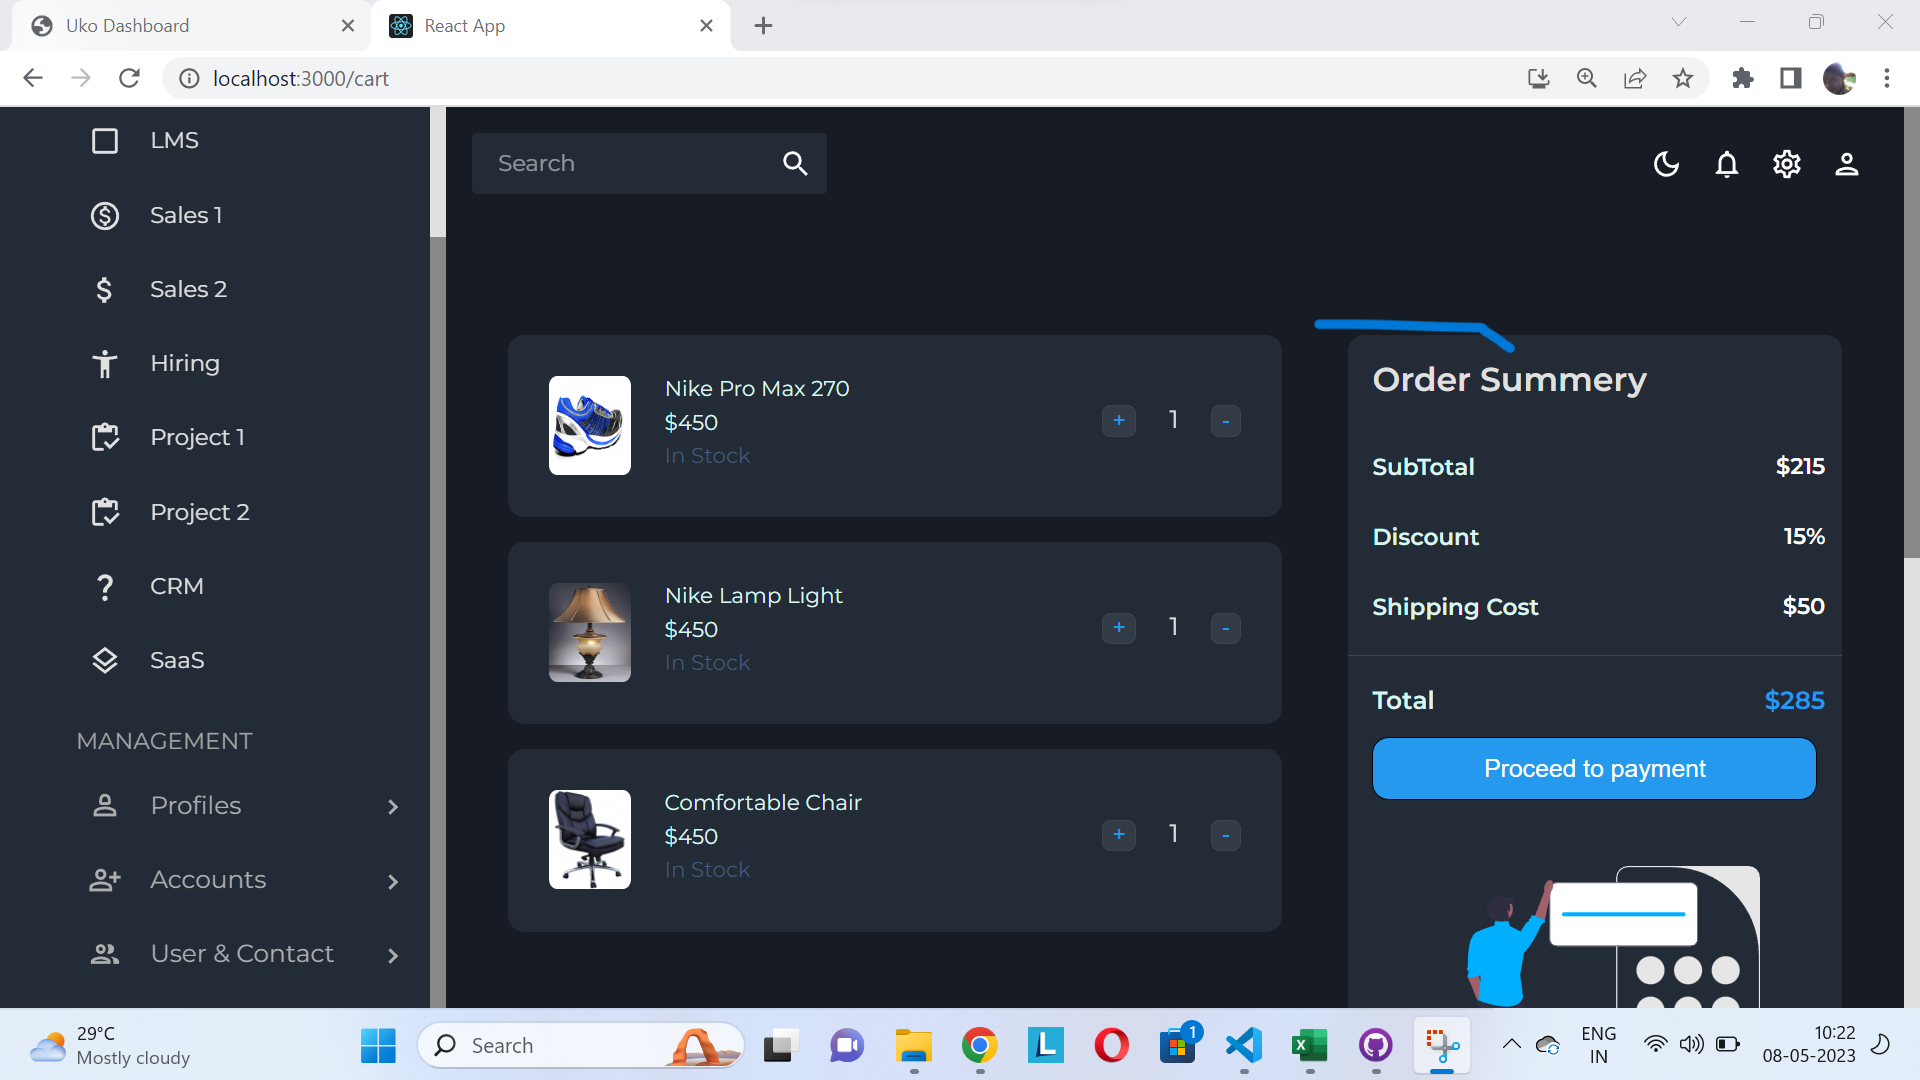 Uko Dashboard
React App
localhost:3000/cart
LMS
Sales 1
Sales 2
Hiring
Project 1
Project 2
CRM
SaaS
MANAGEMENT
Profiles
Accounts
User & Contact
Search
Nike Pro Max 270
$450
In Stock
+ 1 -
Nike Lamp Light
$450
In Stock
+ 1 -
Comfortable Chair
$450
In Stock
+ 1 -
Order Summery
SubTotal $215
Discount 15%
Shipping Cost $50
Total $285
Proceed to payment
29°C
Mostly cloudy
Search
L
1
X
ENG
IN
10:22
08-05-2023